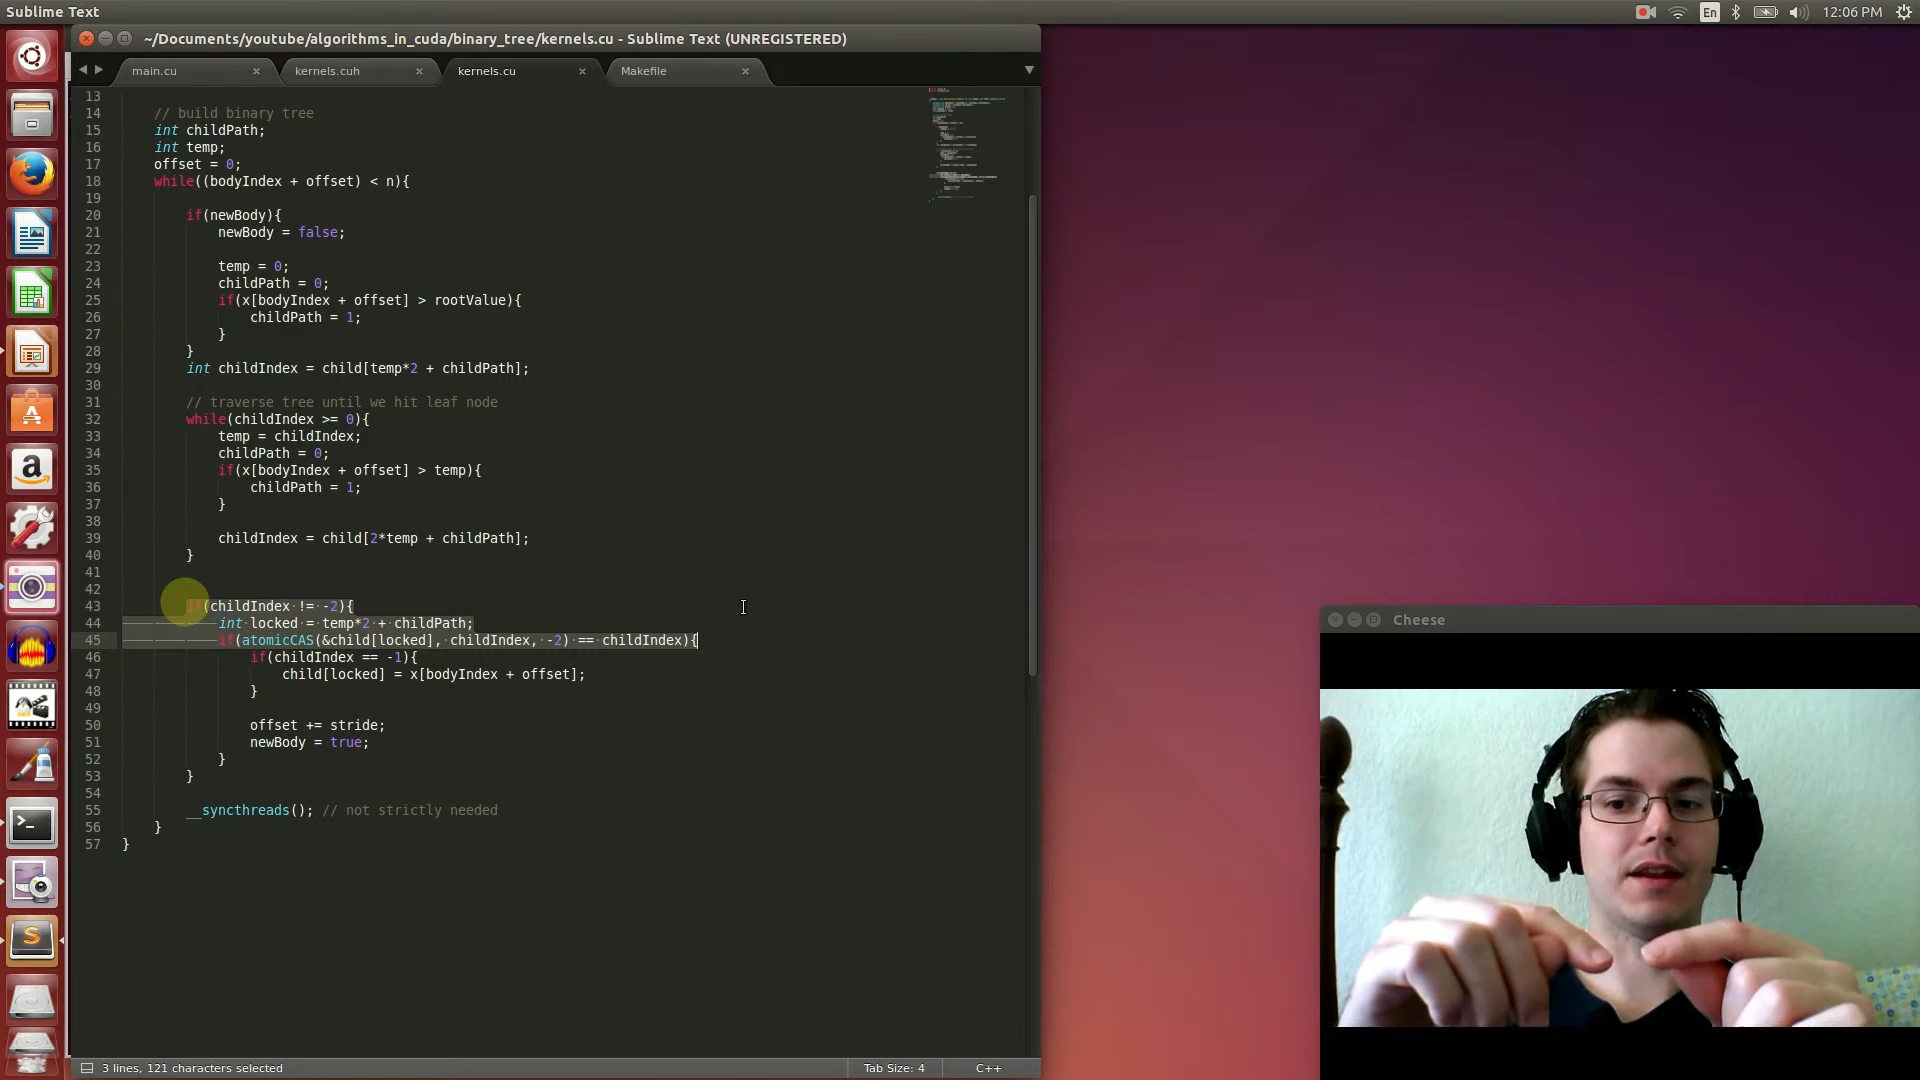 Sublime Text
En
12:06 PM
~/Documents/youtube/algorithms_in_cuda/binary_tree/kernels.cu - Sublime Text (UNREGISTERED)
main.cu
kernels.cuh
kernels.cu
Makefile
13
14 // build binary tree
15 int childPath;
16 int temp;
17 offset = 0;
18 while((bodyIndex + offset) < n){
19
20 if(newBody){
21 newBody = false;
22
23 temp = 0;
24 childPath = 0;
25 if(x[bodyIndex + offset] > rootValue){
26 childPath = 1;
27 }
28 }
29 int childIndex = child[temp*2 + childPath];
30
31 // traverse tree until we hit leaf node
32 while(childIndex >= 0){
33 temp = childIndex;
34 childPath = 0;
35 if(x[bodyIndex + offset] > temp){
36 childPath = 1;
37 }
38
39 childIndex = child[2*temp + childPath];
40 }
41
42
43 if(childIndex != -2){
44 int locked = temp*2 + childPath;
45 if(atomicCAS(&child[locked], childIndex, -2) == childIndex){
46 if(childIndex == -1){
47 child[locked] = x[bodyIndex + offset];
48 }
49
50 offset += stride;
51 newBody = true;
52 }
53 }
54
55 __syncthreads(); // not strictly needed
56 }
57 }
Cheese
3 lines, 121 characters selected
Tab Size: 4
C++